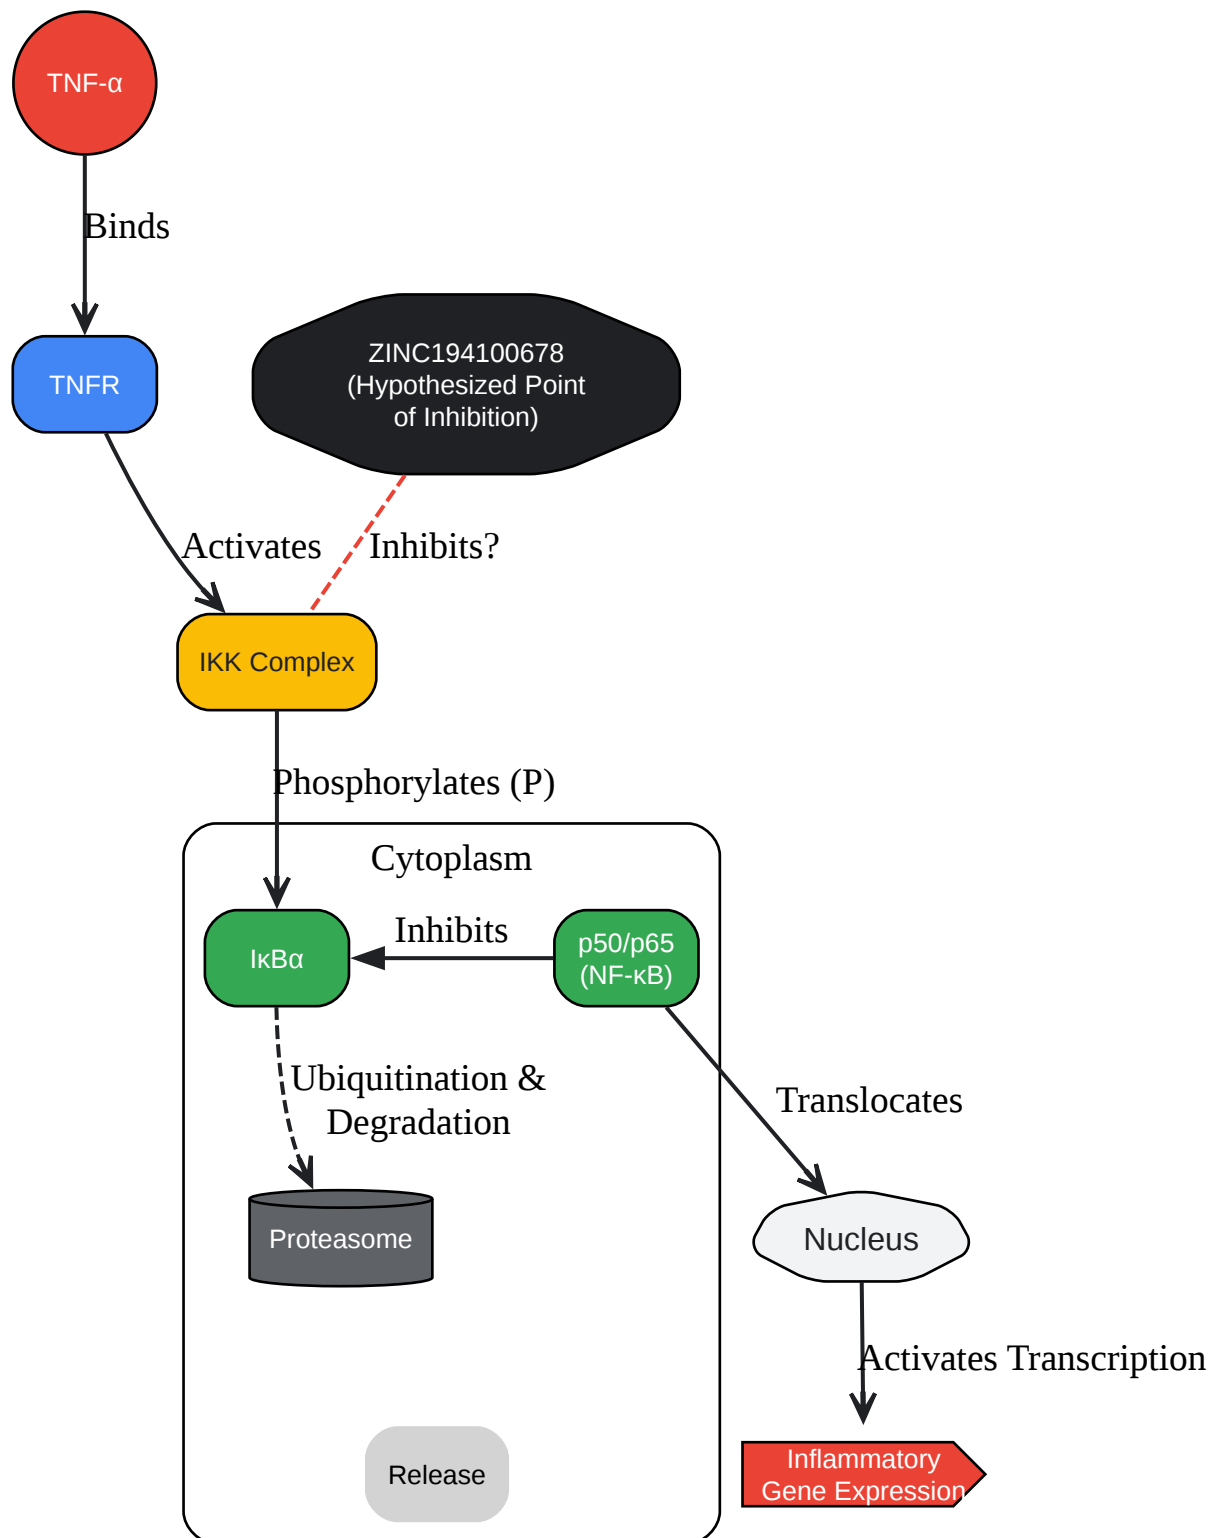 TNF-α
Binds
TNFR
ZINC194100678
(Hypothesized Point
of Inhibition)
Activates
Inhibits?
IKK Complex
Phosphorylates (P)
Cytoplasm
IκBα
Inhibits
p50/p65
(NF-κB)
Ubiquitination &
Degradation
Translocates
Proteasome
Nucleus
Activates Transcription
Release
Inflammatory
Gene Expression